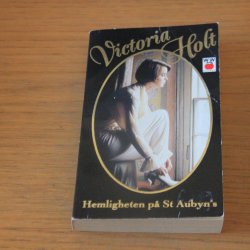 Victoria
Holt
Hemligheten på St Aubyn's